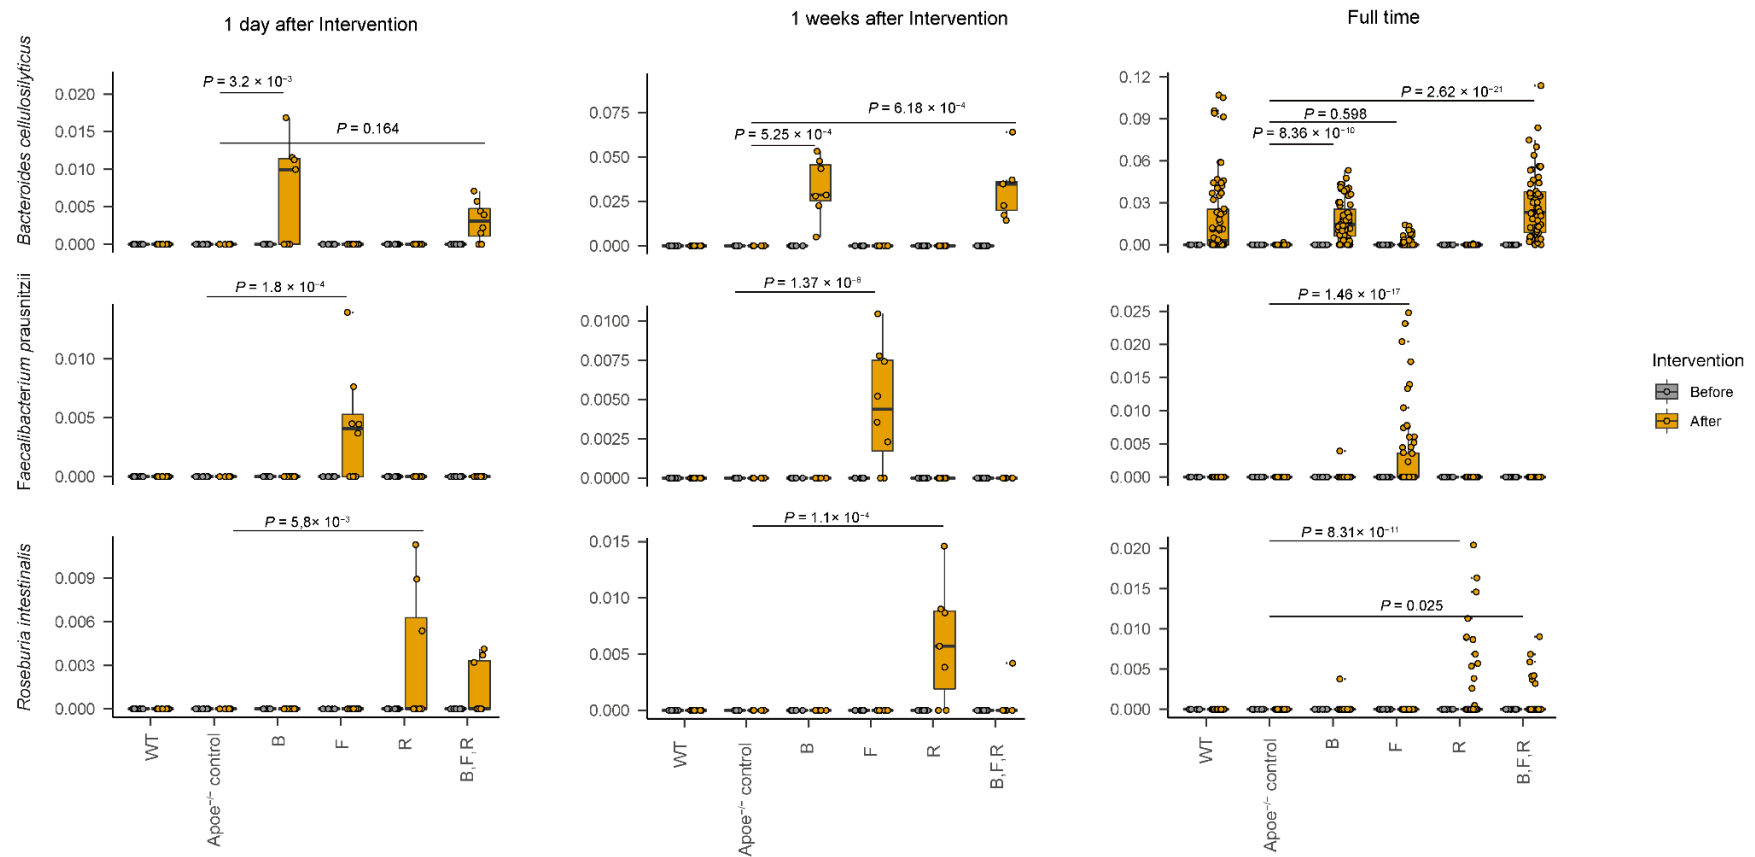 1 day after Intervention
1 weeks after Intervention
Full time
Bacteroides cellulosilyticus
0.020
0.015
0.010
0.005
0.000
P = 3.2 × 10⁻³
P = 0.164
0.075
0.050
0.025
0.000
P = 6.18 × 10⁻⁴
P = 5.25 × 10⁻⁴
0.12
0.09
0.06
0.03
0.00
P = 2.62 × 10⁻²¹
P = 0.598
P = 8.36 × 10⁻¹⁰
Faecalibacterium prausnitzii
0.010
0.005
0.000
P = 1.8 × 10⁻⁴
0.0100
0.0075
0.0050
0.0025
0.0000
P = 1.37 × 10⁻⁶
0.025
0.020
0.015
0.010
0.005
0.000
P = 1.46 × 10⁻¹⁷
Intervention
Before
After
Roseburia intestinalis
0.009
0.006
0.003
0.000
P = 5,8× 10⁻³
0.015
0.010
0.005
0.000
P = 1.1× 10⁻⁴
0.020
0.015
0.010
0.005
0.000
P = 8.31× 10⁻¹¹
P = 0.025
WT
Apoe⁻/⁻ control
B
F
R
B,F,R
WT
Apoe⁻/⁻ control
B
F
R
B,F,R
WT
Apoe⁻/⁻ control
B
F
R
B,F,R